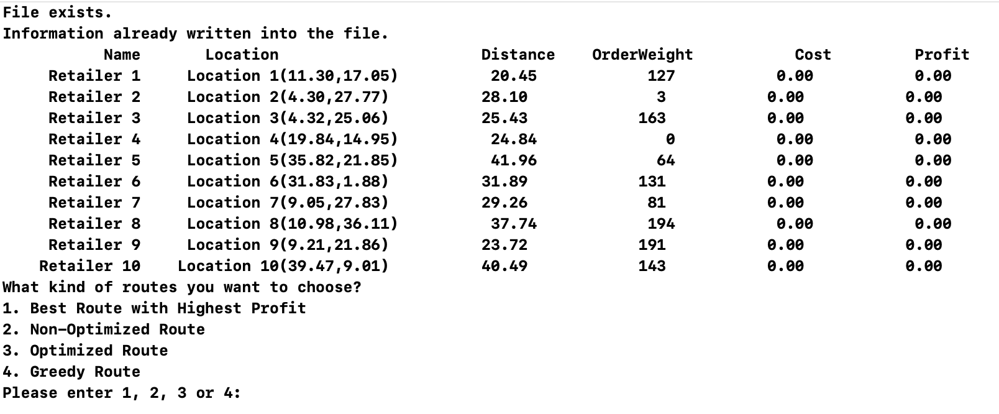 File exists.
Information already written into the file.
Name Location Distance OrderWeight Cost Profit
Retailer 1 Location 1(11.30,17.05) 20.45 127 0.00 0.00
Retailer 2 Location 2(4.30,27.77) 28.10 3 0.00 0.00
Retailer 3 Location 3(4.32,25.06) 25.43 163 0.00 0.00
Retailer 4 Location 4(19.84,14.95) 24.84 0 0.00 0.00
Retailer 5 Location 5(35.82,21.85) 41.96 64 0.00 0.00
Retailer 6 Location 6(31.83,1.88) 31.89 131 0.00 0.00
Retailer 7 Location 7(9.05,27.83) 29.26 81 0.00 0.00
Retailer 8 Location 8(10.98,36.11) 37.74 194 0.00 0.00
Retailer 9 Location 9(9.21,21.86) 23.72 191 0.00 0.00
Retailer 10 Location 10(39.47,9.01) 40.49 143 0.00 0.00
What kind of routes you want to choose?
1. Best Route with Highest Profit
2. Non-Optimized Route
3. Optimized Route
4. Greedy Route
Please enter 1, 2, 3 or 4: